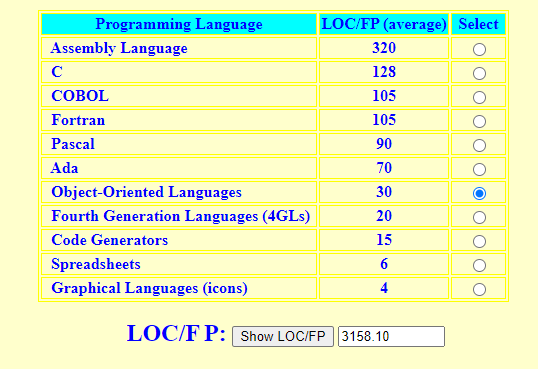 Programming Language LOC/FP (average) Select
Assembly Language 320
C 128
COBOL 105
Fortran 105
Pascal 90
Ada 70
Object-Oriented Languages 30
Fourth Generation Languages (4GLs) 20
Code Generators 15
Spreadsheets 6
Graphical Languages (icons) 4
LOC/F P: Show LOC/FP 3158.10